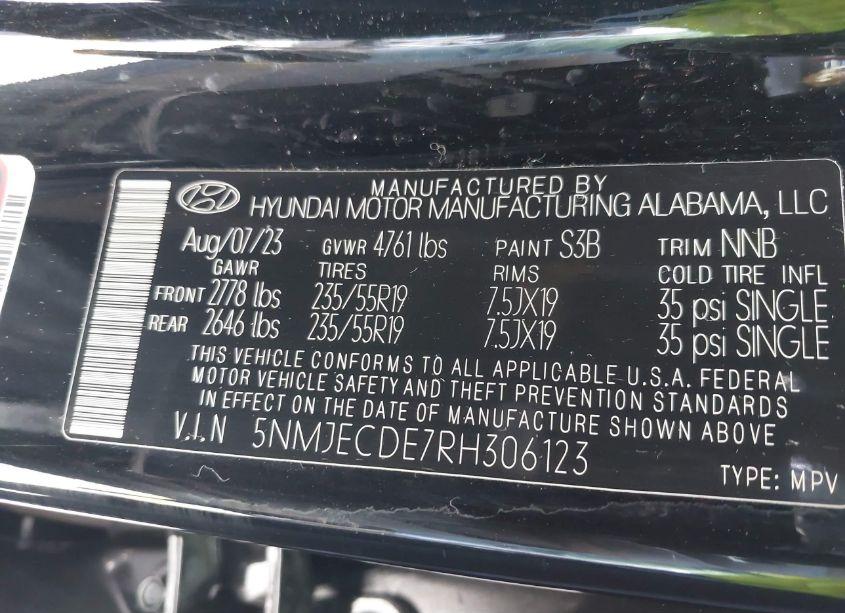 MANUFACTURED BY
HYUNDAI MOTOR MANUFACTURING ALABAMA, LLC
Aug/07/23 GVWR 4761 lbs PAINT S3B TRIM NNB
GAWR TIRES RIMS COLD TIRE INFL
FRONT 2778 lbs 235/55R19 7.5JX19 35 psi SINGLE
REAR 2646 lbs 235/55R19 7.5JX19 35 psi SINGLE
THIS VEHICLE CONFORMS TO ALL APPLICABLE U.S.A. FEDERAL
MOTOR VEHICLE SAFETY AND THEFT PREVENTION STANDARDS
IN EFFECT ON THE DATE OF MANUFACTURE SHOWN ABOVE
V.I.N 5NMJECDE7RH306123
TYPE: MPV